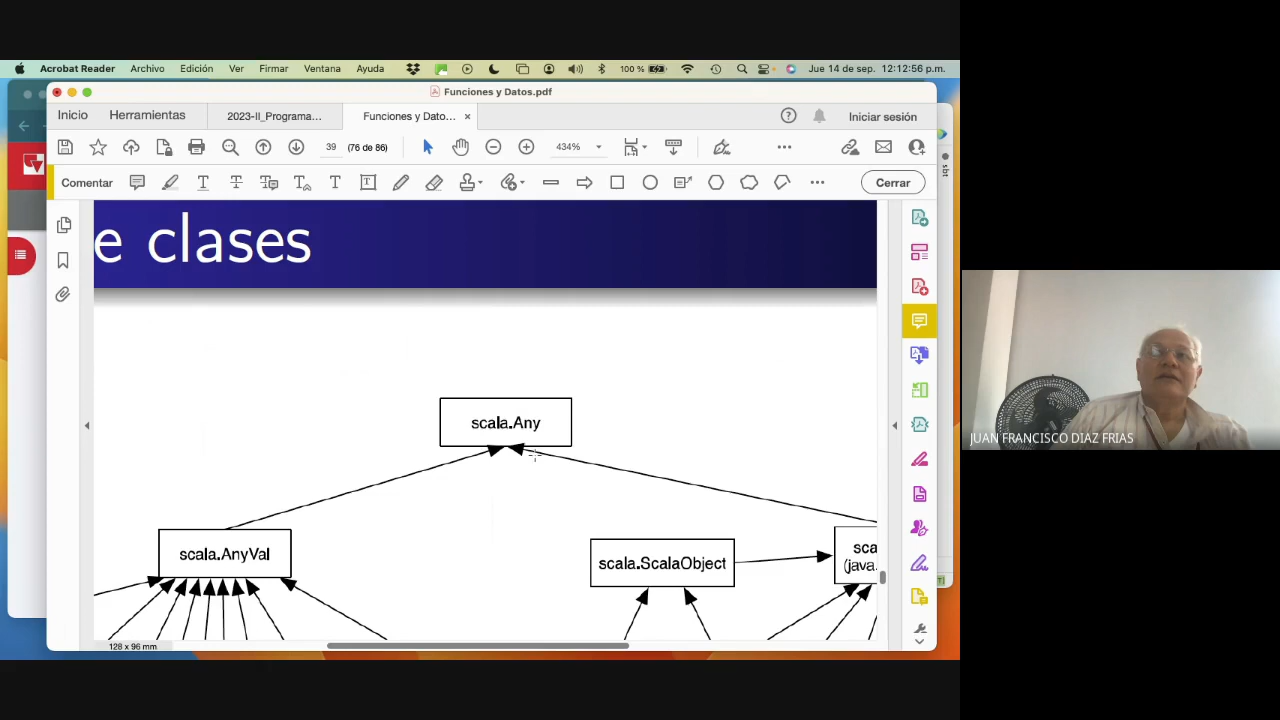 Acrobat Reader Archivo Edición Ver Firmar Ventana Ayuda 100 % Jue 14 de sep. 12:12:56 p.m.
Funciones y Datos.pdf
Inicio Herramientas 2023-II_Programa... Funciones y Dato... × Iniciar sesión
39 (76 de 86) 434%
Comentar Cerrar
sbt
e clases
scala.Any
scala.AnyVal
scala.ScalaObject
sca
(java.
128 x 96 mm
JUAN FRANCISCO DIAZ FRIAS